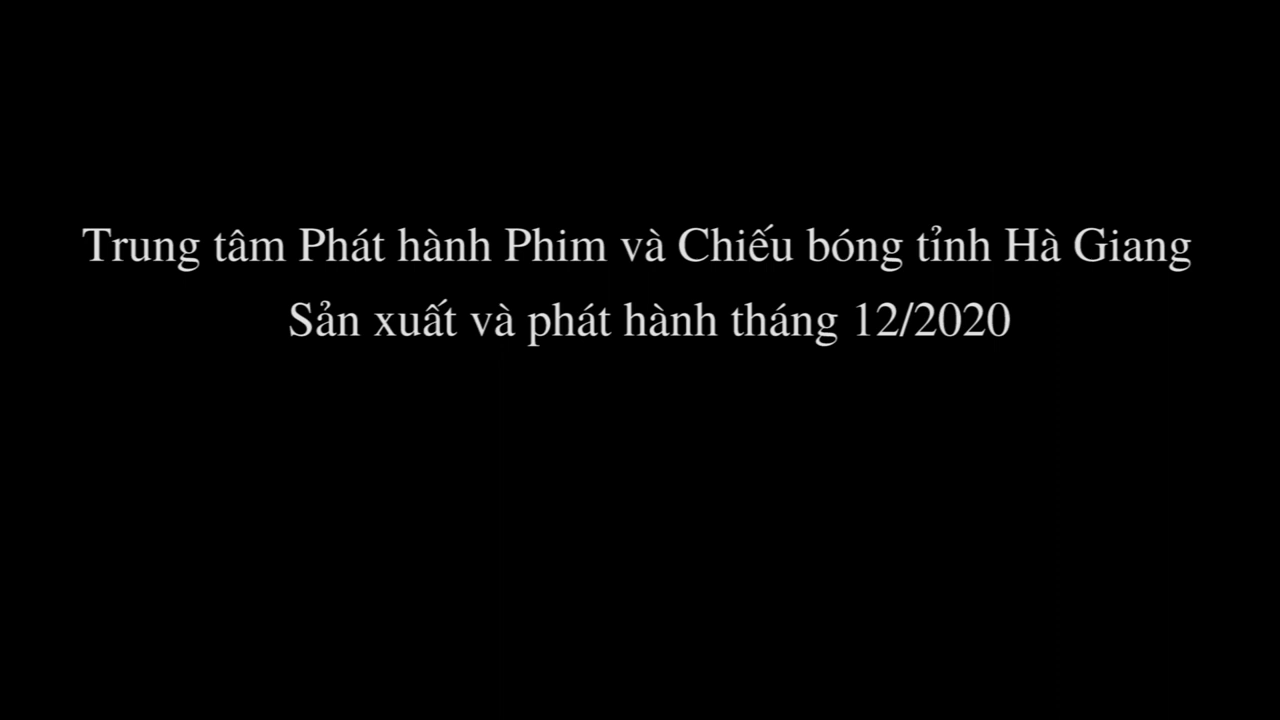 Trung tâm Phát hành Phim và Chiếu bóng tỉnh Hà Giang
Sản xuất và phát hành tháng 12/2020